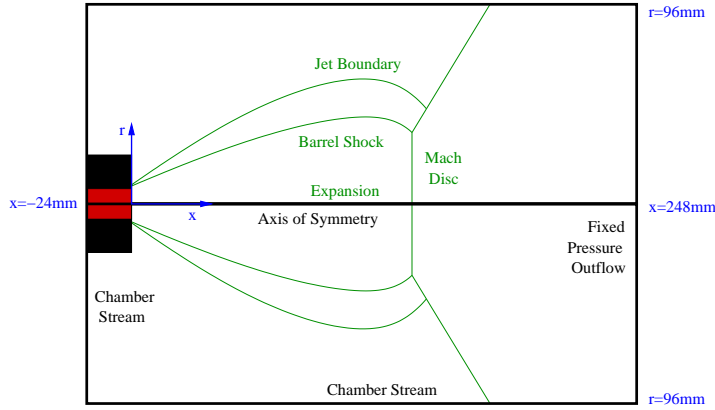 r=96mm
Jet Boundary
r
Barrel Shock
Mach
Disc
Expansion
x=−24mm
x
x=248mm
Axis of Symmetry
Fixed
Pressure
Outflow
Chamber
Stream
Chamber Stream
r=96mm